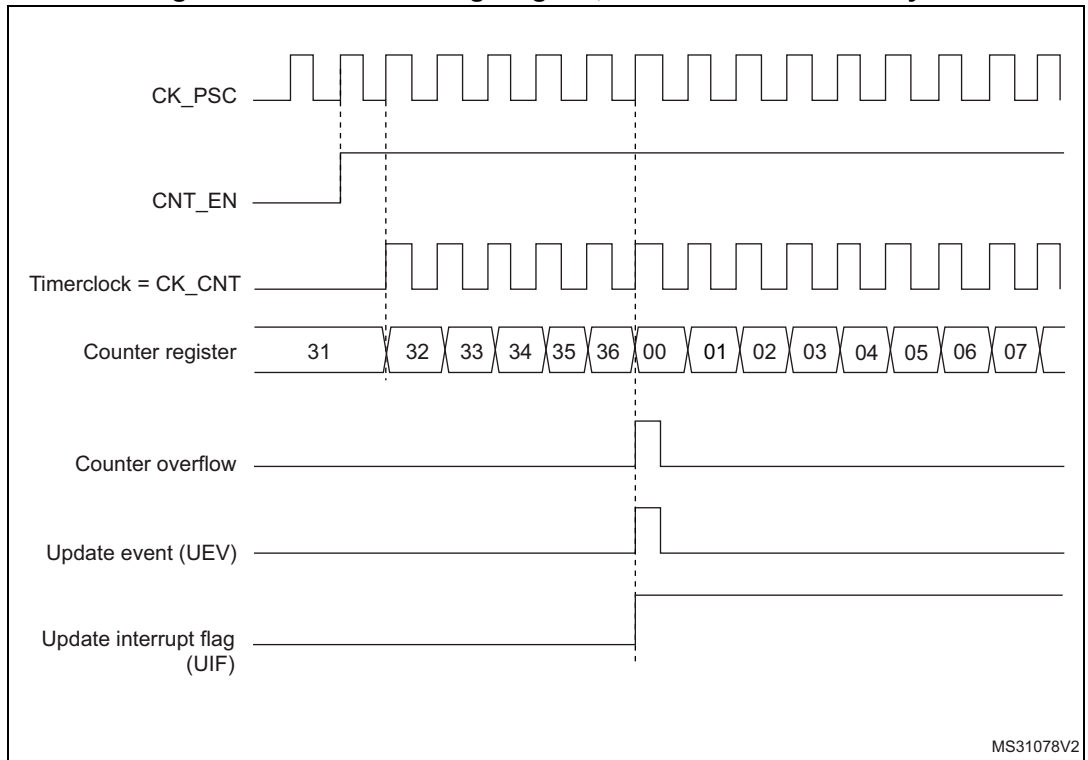 CK_PSC
CNT_EN
Timerclock = CK_CNT
Counter register
31 32 33 34 35 36 00 01 02 03 04 05 06 07
Counter overflow
Update event (UEV)
Update interrupt flag
(UIF)
MS31078V2